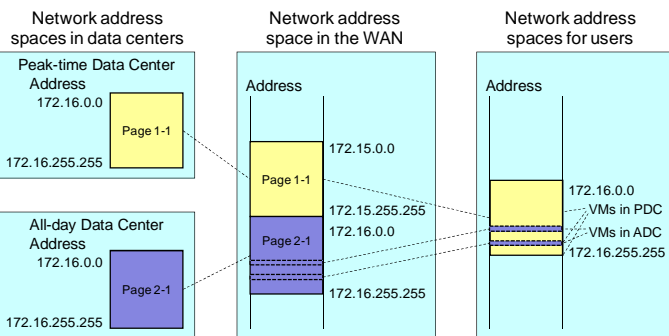 Network address
spaces in data centers
Peak-time Data Center
Address
172.16.0.0
Page 1-1
172.16.255.255
All-day Data Center
Address
172.16.0.0
Page 2-1
172.16.255.255
Network address
space in the WAN
Address
172.15.0.0
Page 1-1
172.15.255.255
172.16.0.0
Page 2-1
172.16.255.255
Network address
spaces for users
Address
172.16.0.0
VMs in PDC
VMs in ADC
172.16.255.255